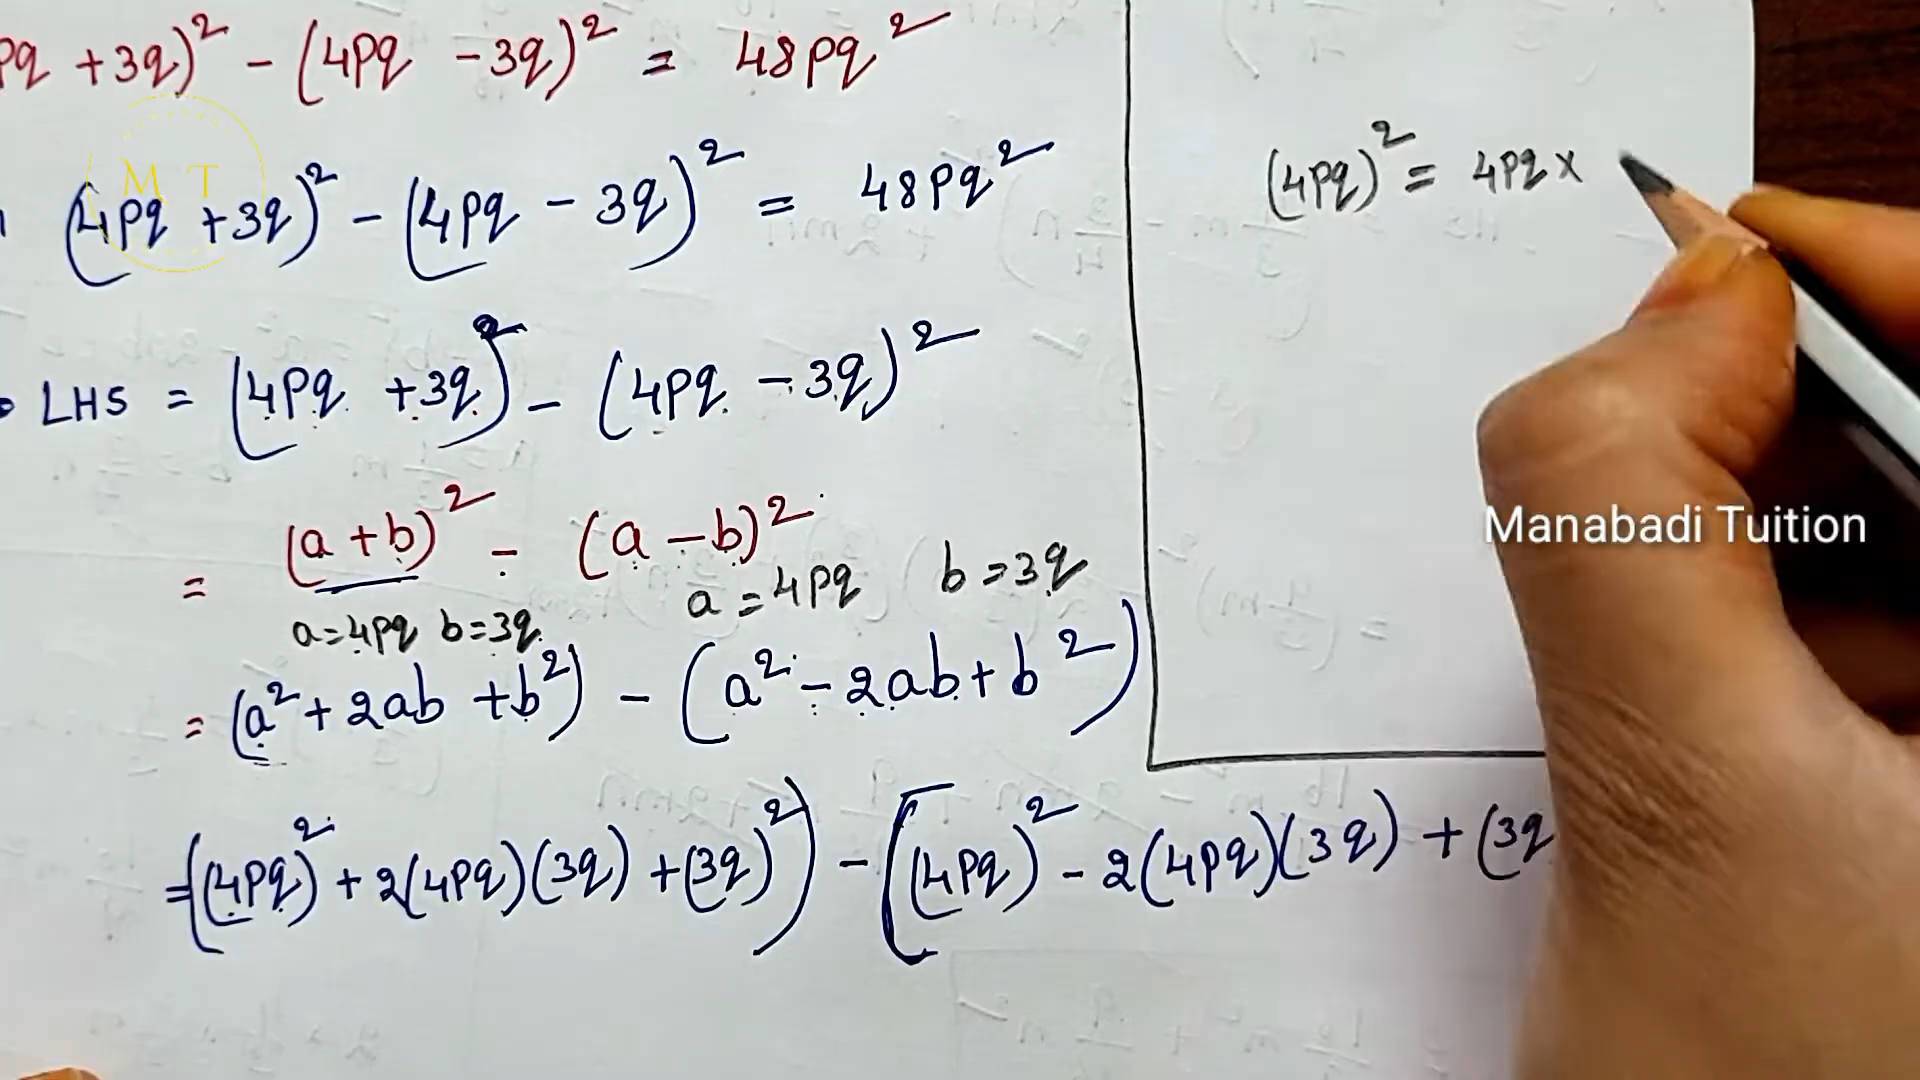 pq +3q)² - (4pq -3q)² = 48pq²
(4pq +3q)² - (4pq - 3q)² = 48pq²
M T
LHS = (4pq +3q)² - (4pq - 3q)²
= (a+b)² - (a-b)²
a=4pq b=3q a=4pq b=3q
= (a²+2ab+b²) - (a²-2ab+b²)
=((4pq)²+2(4pq)(3q)+(3q)²) - ((4pq)²-2(4pq)(3q)+(3q
(4pq)² = 4pq×
Manabadi Tuition